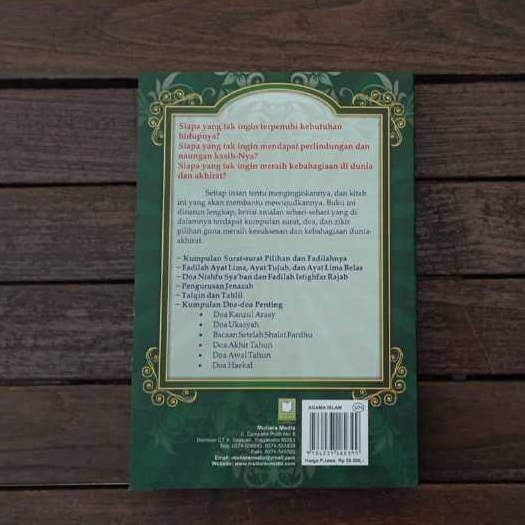 Siapa yang tak ingin terpenuhi kebutuhan
hidupnya?
Siapa yang tak ingin mendapat perlindungan dan
naungan kasih-Nya?
Siapa yang tak ingin meraih kebahagiaan di dunia
dan akhirat?
Setiap insan tentu menginginkannya, dan kitab
ini yang akan membantu mewujudkannya. Buku ini
disusun lengkap, berisi amalan sehari-sehari yang di
dalamnya terdapat kumpulan surat, doa, dan zikir
pilihan guna meraih kesuksesan dan kebahagiaan dunia-
akhirat.
– Kumpulan Surat-surat Pilihan dan Fadilahnya
– Fadilah Ayat Lima, Ayat Tujuh, dan Ayat Lima Belas
– Doa Nishfu Sya'ban dan Fadilah Istighfar Rajab
– Pengurusan Jenazah
– Talqin dan Tahlil
– Kumpulan Doa-doa Penting
• Doa Kanzul Arasy
• Doa Ukasyah
• Bacaan Setelah Shalat Fardhu
• Doa Akhir Tahun
• Doa Awal Tahun
• Doa Haekal
Mutiara Media
AGAMA ISLAM
Harga P.Jawa: Rp